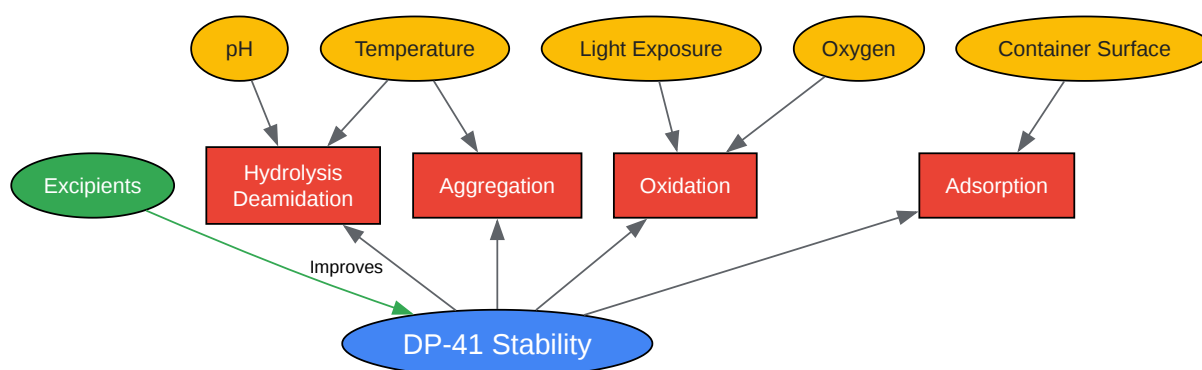 pH
Temperature
Light Exposure
Oxygen
Container Surface
Excipients
Hydrolysis
Deamidation
Aggregation
Oxidation
Adsorption
Improves
DP-41 Stability